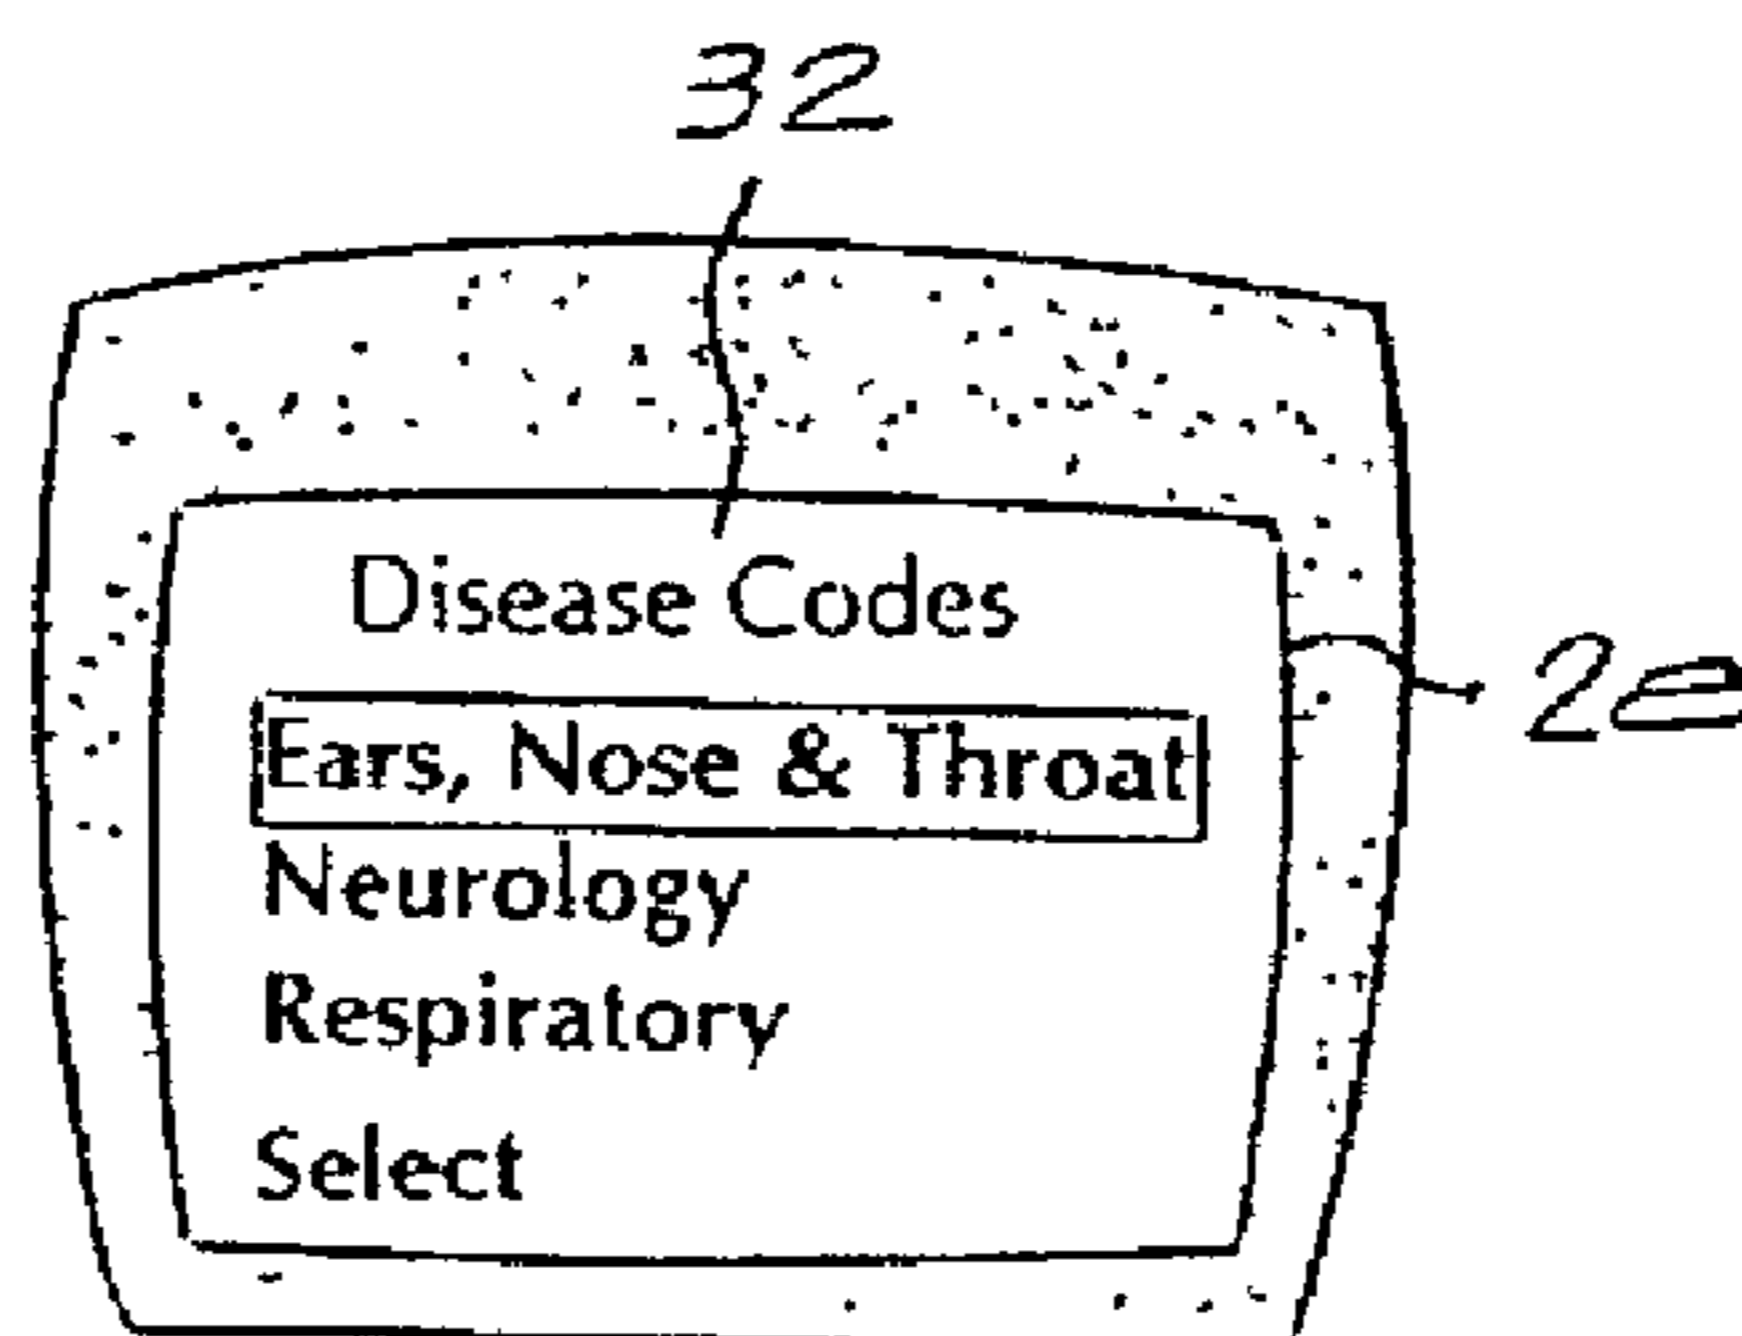 32
Disease Codes
Ears, Nose & Throat
Neurology
Respiratory
Select